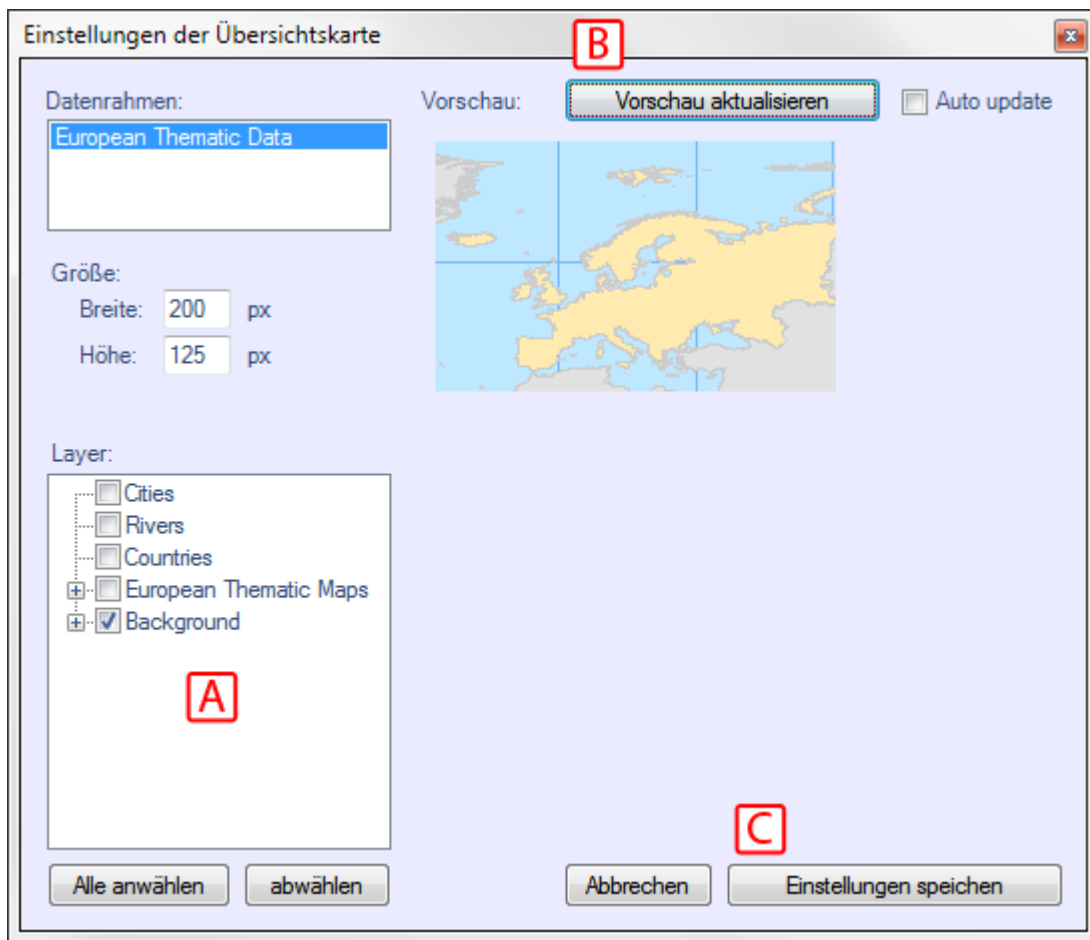 Einstellungen der Übersichtskarte
B
Datenrahmen:
Vorschau:
Vorschau aktualisieren
Auto update
European Thematic Data
Größe:
Breite: 200 px
Höhe: 125 px
Layer:
Cities
Rivers
Countries
European Thematic Maps
Background
A
C
Alle anwählen
abwählen
Abbrechen
Einstellungen speichen